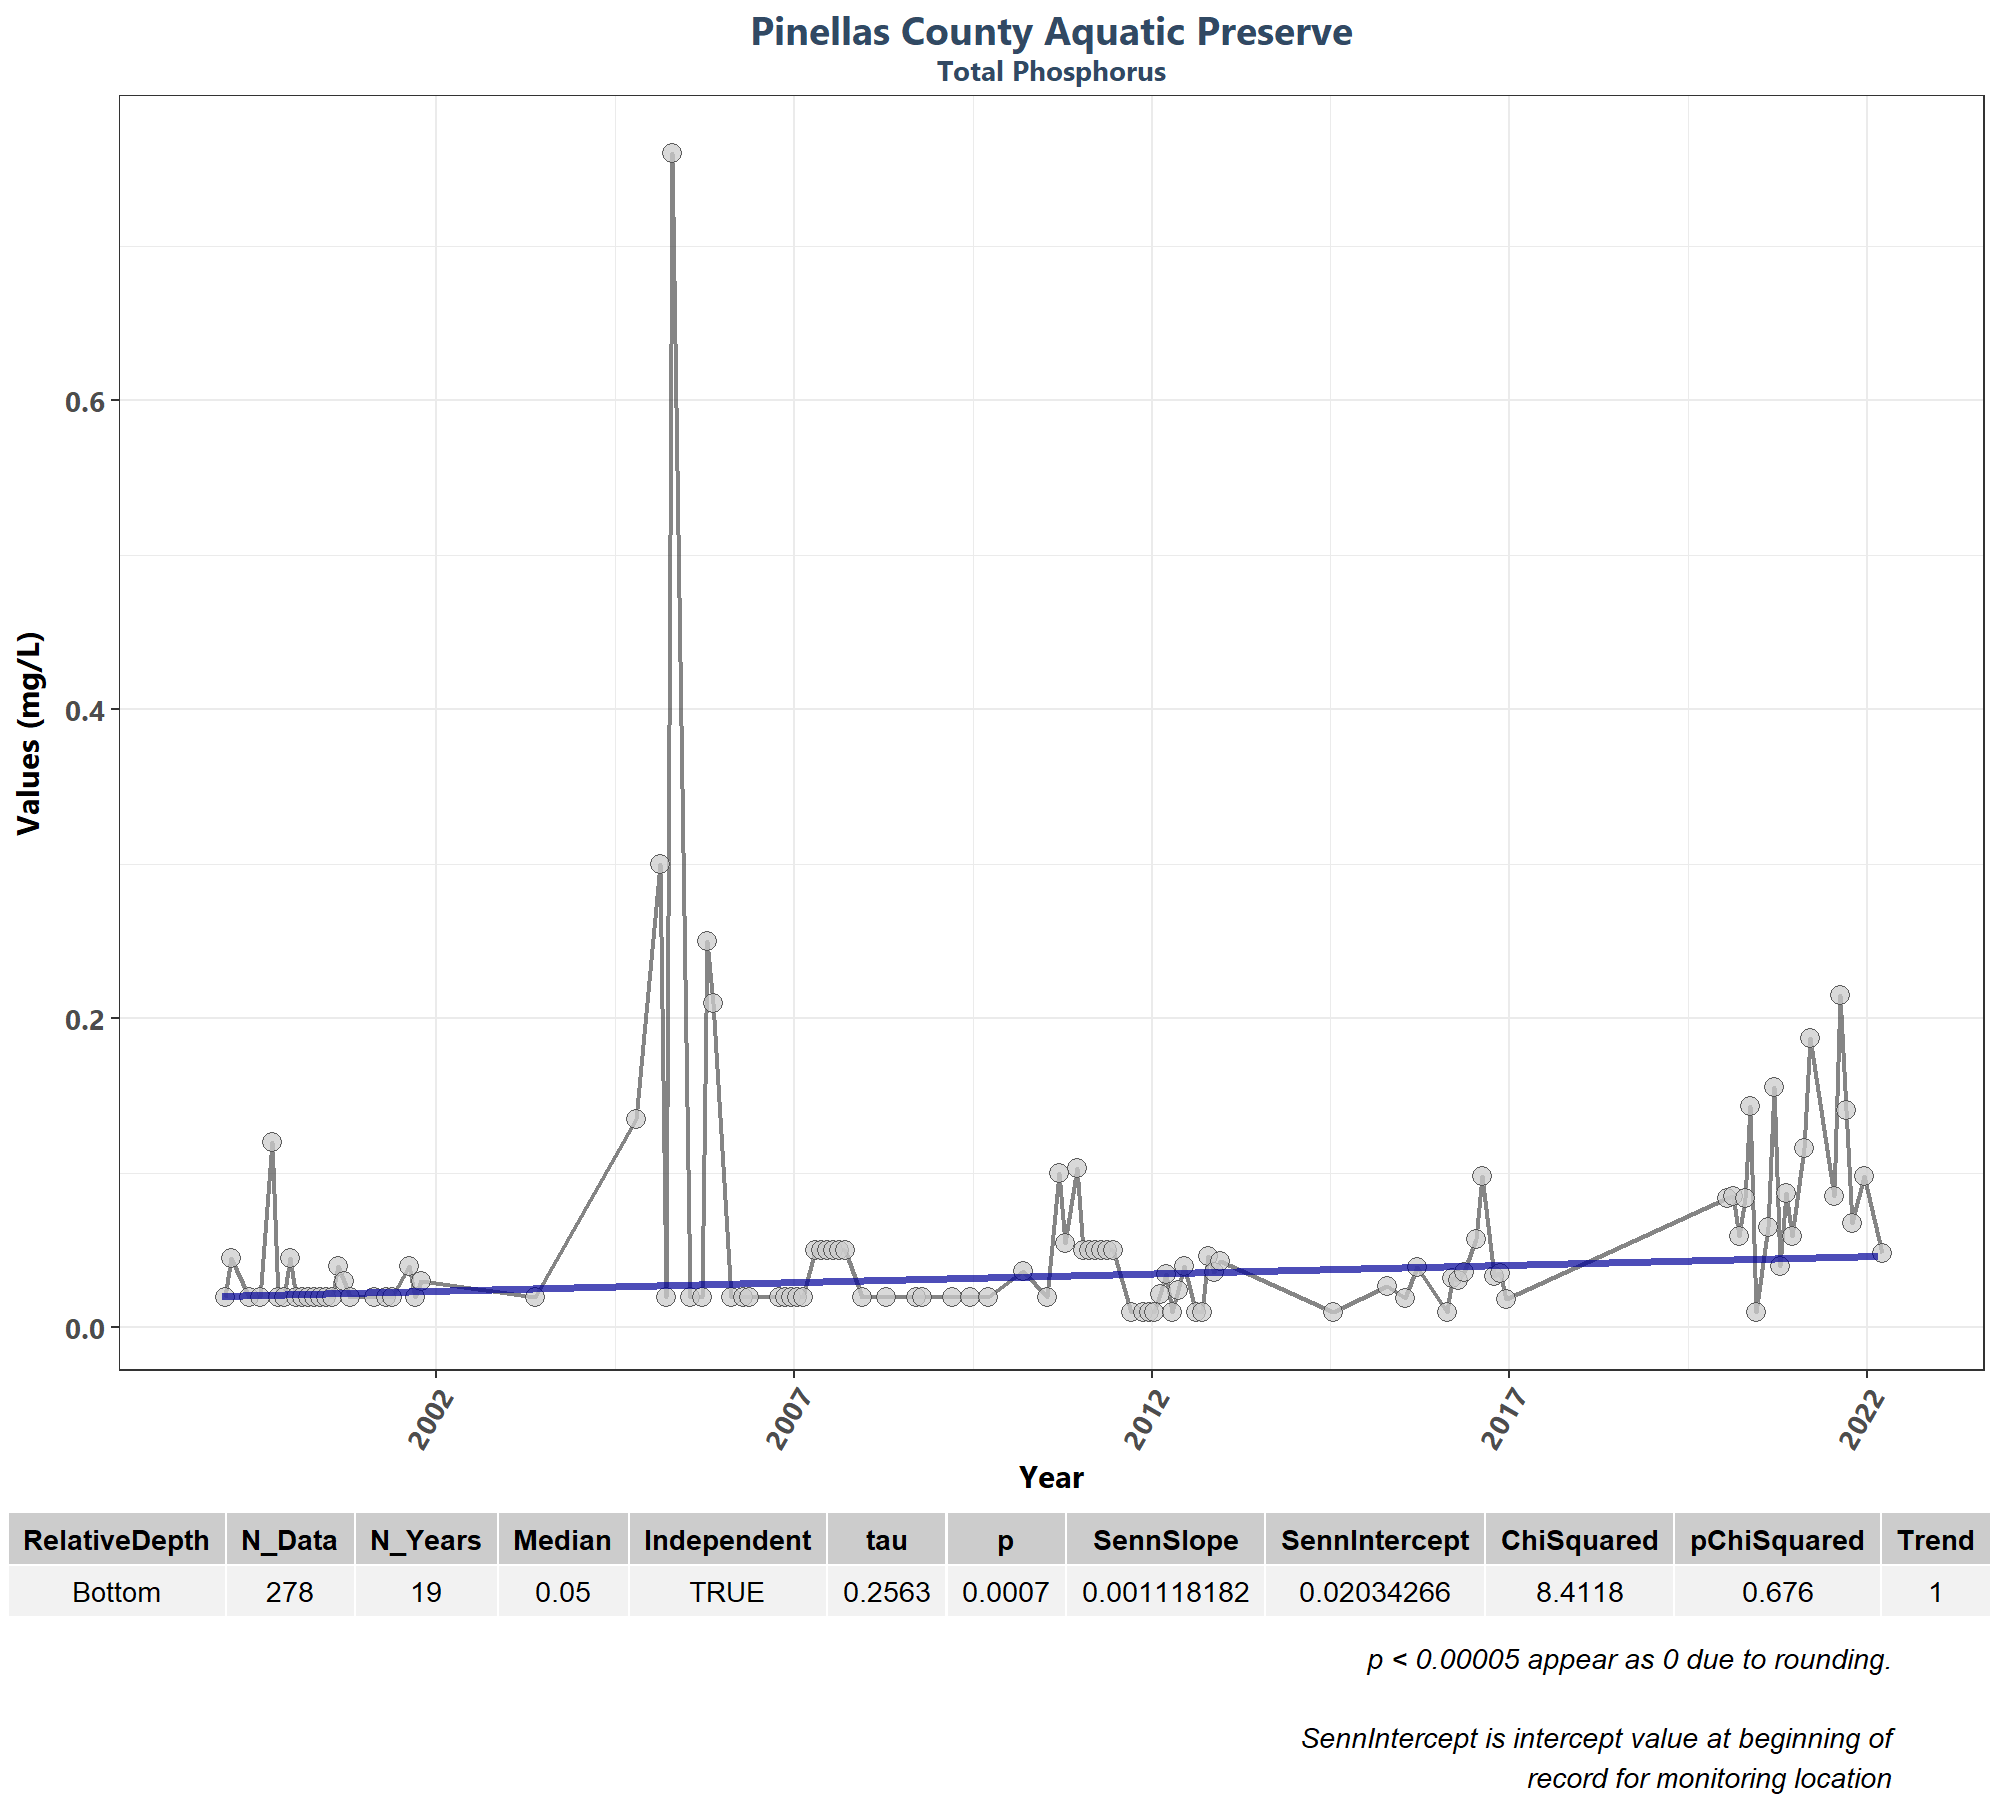 Pinellas County Aquatic Preserve
Total Phosphorus
Values (mg/L)
0.6
0.4
0.2
0.0
2002 2007 2012 2017 2022
Year
RelativeDepth N_Data N_Years Median Independent tau p SennSlope SennIntercept ChiSquared pChiSquared Trend
Bottom 278 19 0.05 TRUE 0.2563 0.0007 0.001118182 0.02034266 8.4118 0.676 1
p < 0.00005 appear as 0 due to rounding.
SennIntercept is intercept value at beginning of
record for monitoring location